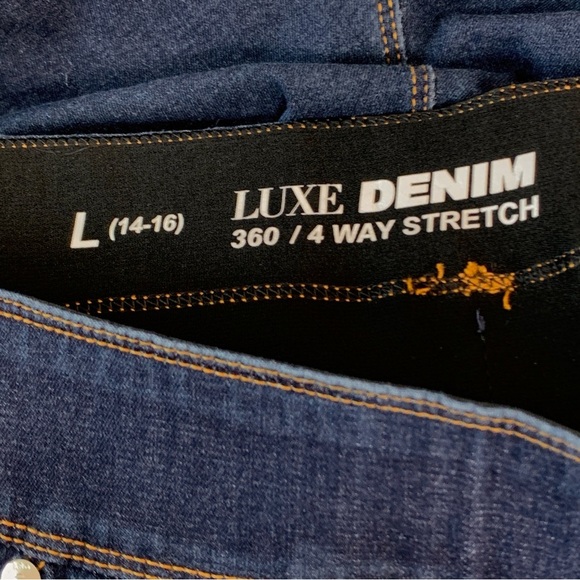 L (14-16)
LUXE DENIM
360 / 4 WAY STRETCH